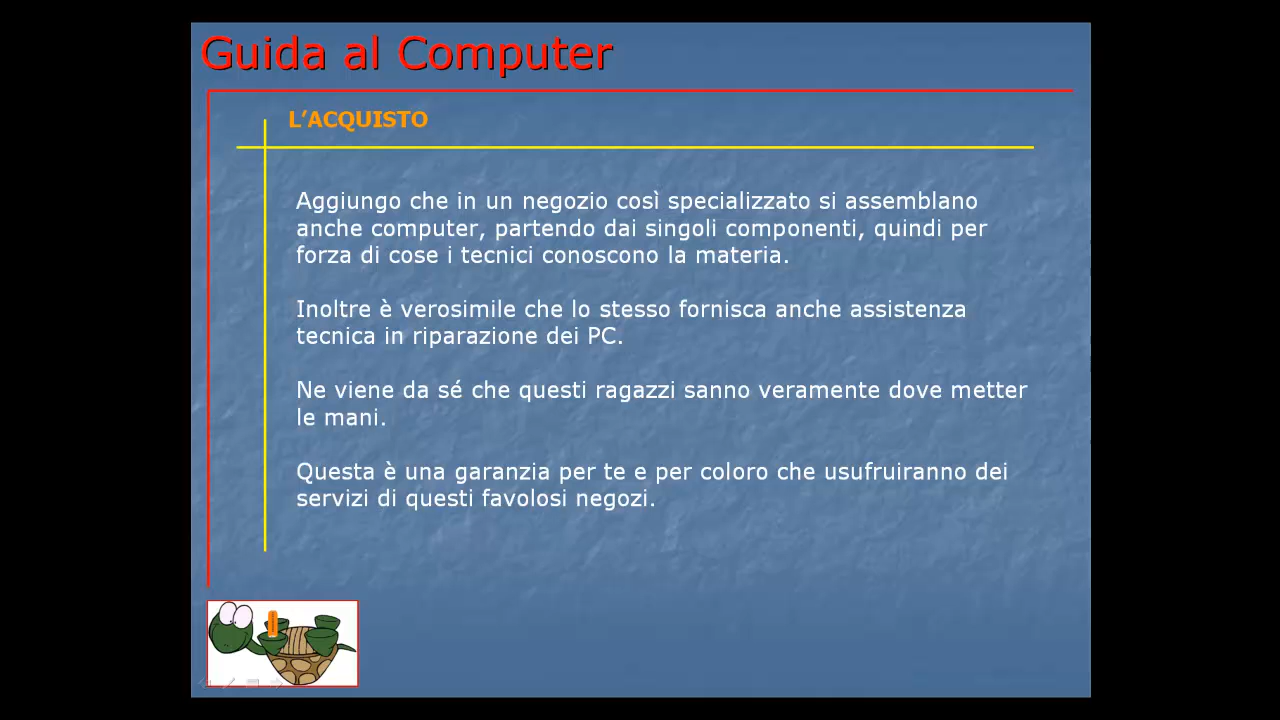 Guida al Computer
L’ACQUISTO
Aggiungo che in un negozio così specializzato si assemblano
anche computer, partendo dai singoli componenti, quindi per
forza di cose i tecnici conoscono la materia.
Inoltre è verosimile che lo stesso fornisca anche assistenza
tecnica in riparazione dei PC.
Ne viene da sé che questi ragazzi sanno veramente dove metter
le mani.
Questa è una garanzia per te e per coloro che usufruiranno dei
servizi di questi favolosi negozi.